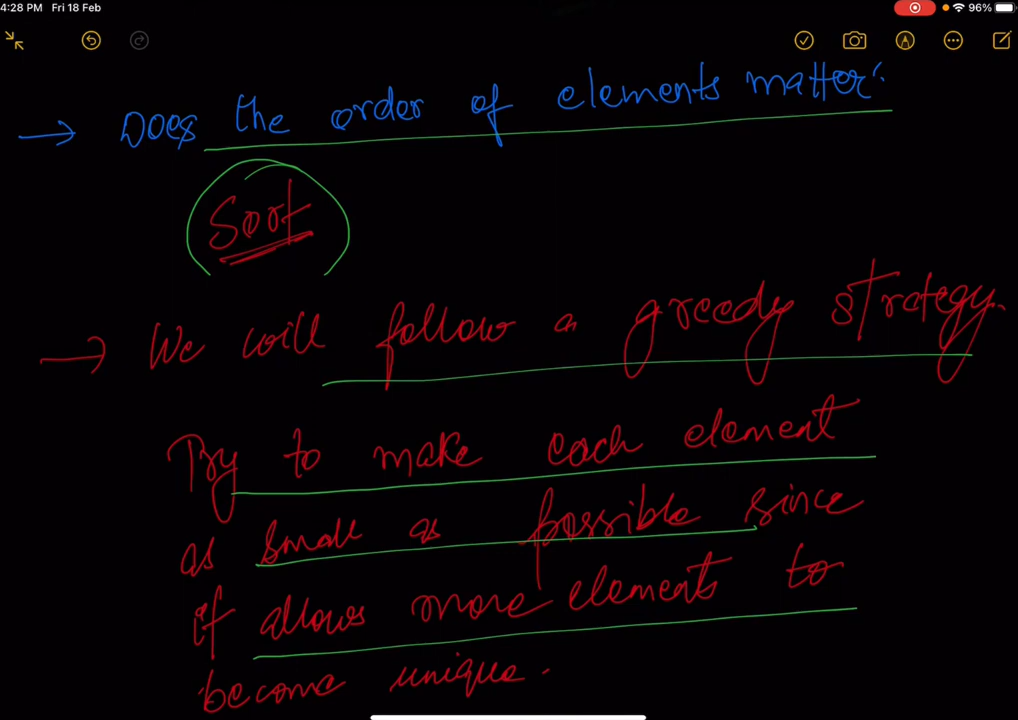 4:28 PM Fri 18 Feb
96%
→ Does the order of elements matter?
Sort
→ We will follow a greedy strategy.
Try to make each element
as small as possible since
it allows more elements to
become unique.